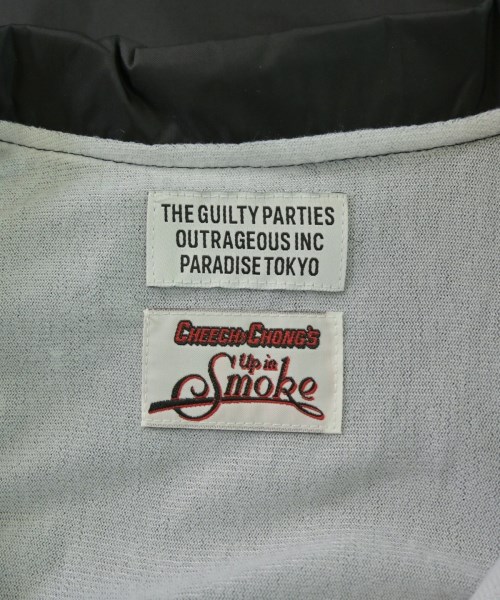 THE GUILTY PARTIES
OUTRAGEOUS INC
PARADISE TOKYO
CHEECH & CHONG'S
Up in
Smoke